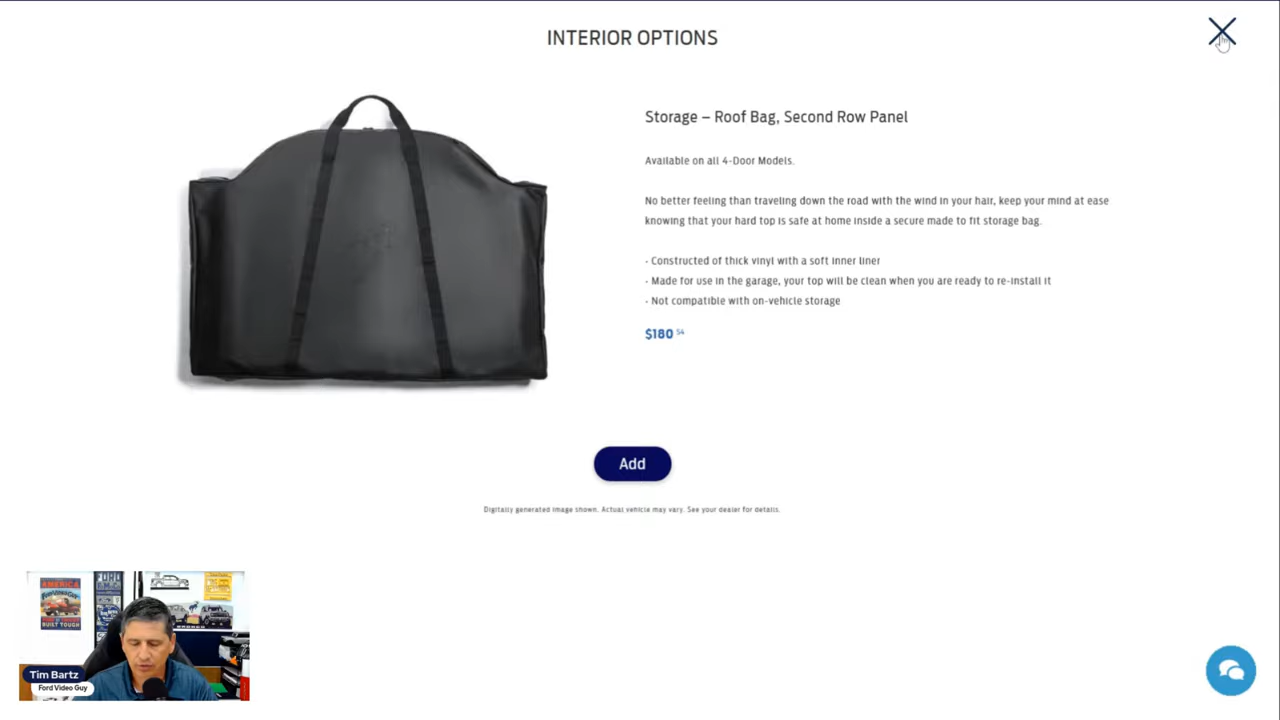 INTERIOR OPTIONS
Storage – Roof Bag, Second Row Panel
Available on all 4-Door Models.
No better feeling than traveling down the road with the wind in your hair, keep your mind at ease
knowing that your hard top is safe at home inside a secure made to fit storage bag.
- Constructed of thick vinyl with a soft inner liner
- Made for use in the garage, your top will be clean when you are ready to re-install it
- Not compatible with on-vehicle storage
$180 54
Add
Digitally generated image shown. Actual vehicle may vary. See your dealer for details.
AMERICA
BUILT TOUGH
FORD
Tim Bartz
Ford Video Guy